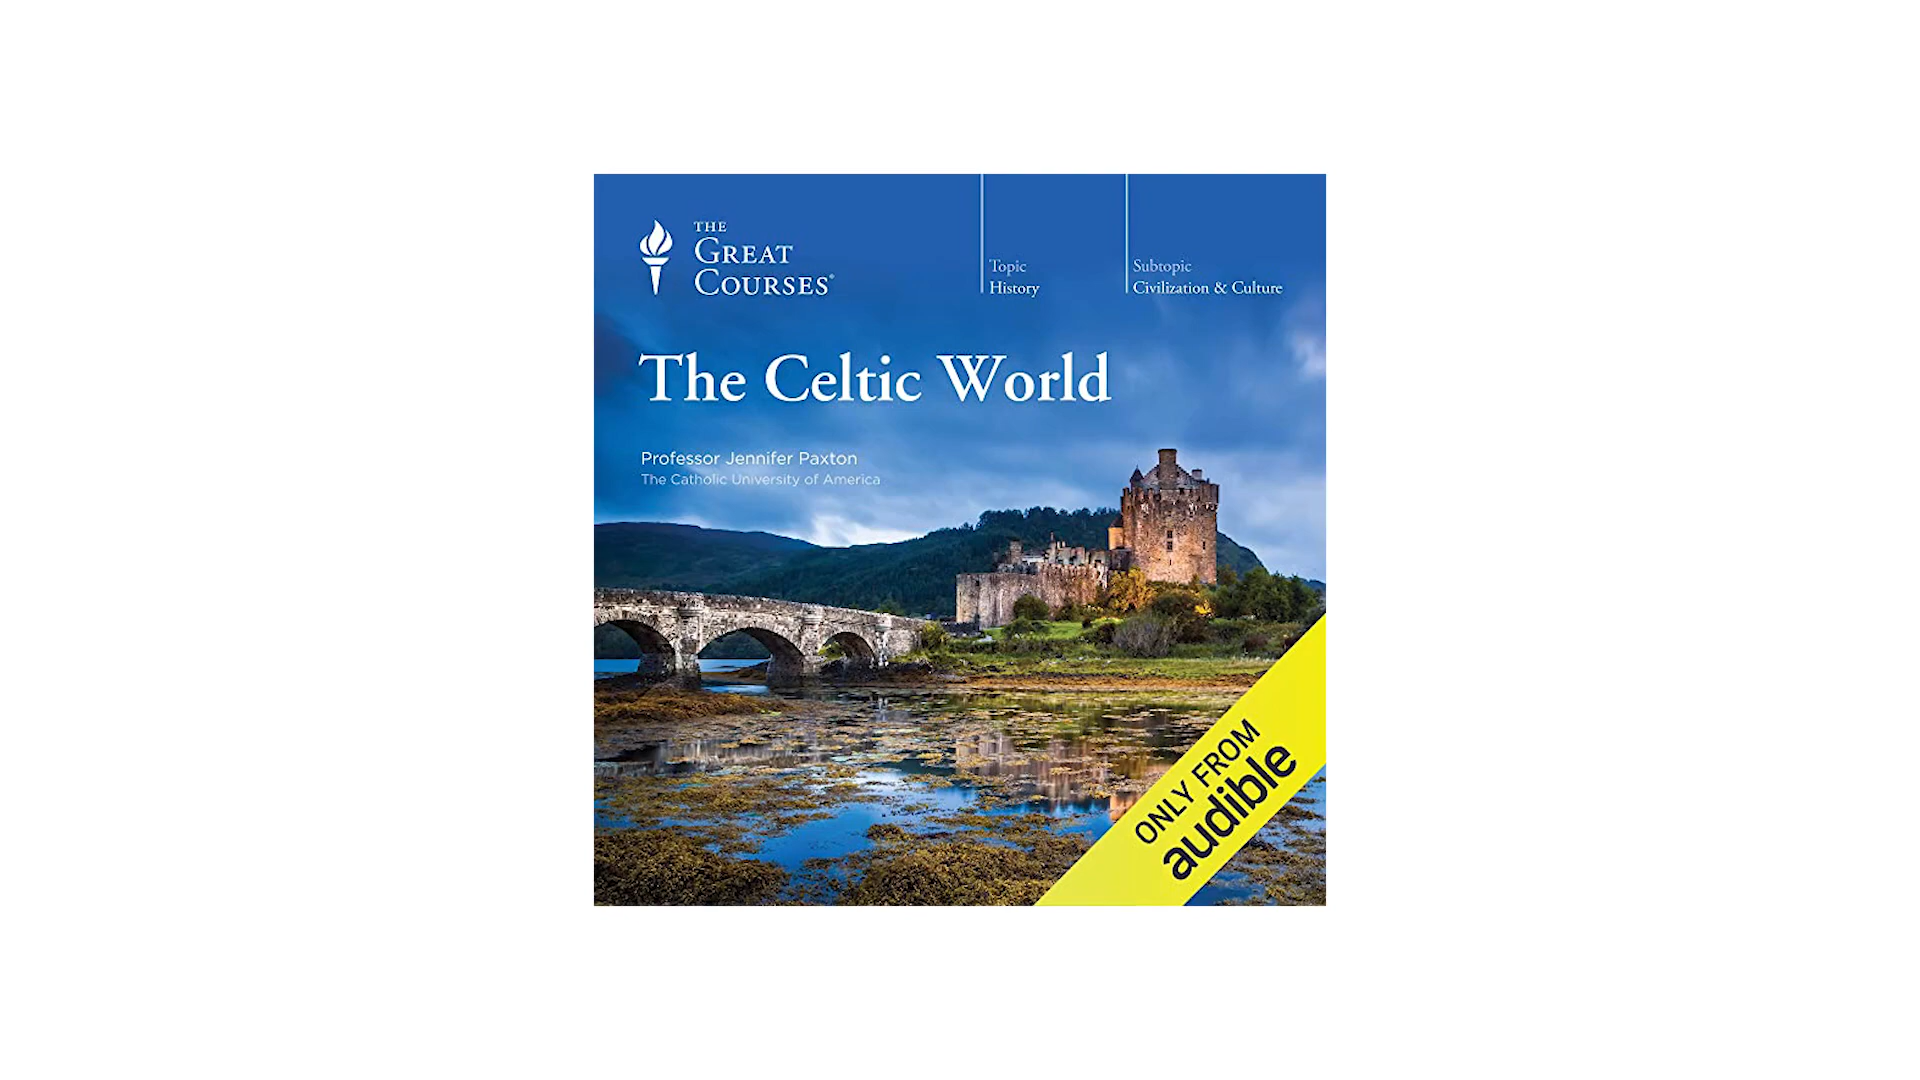 THE
GREAT
COURSES®
Topic
History
Subtopic
Civilization & Culture
The Celtic World
Professor Jennifer Paxton
The Catholic University of America
ONLY FROM
audible